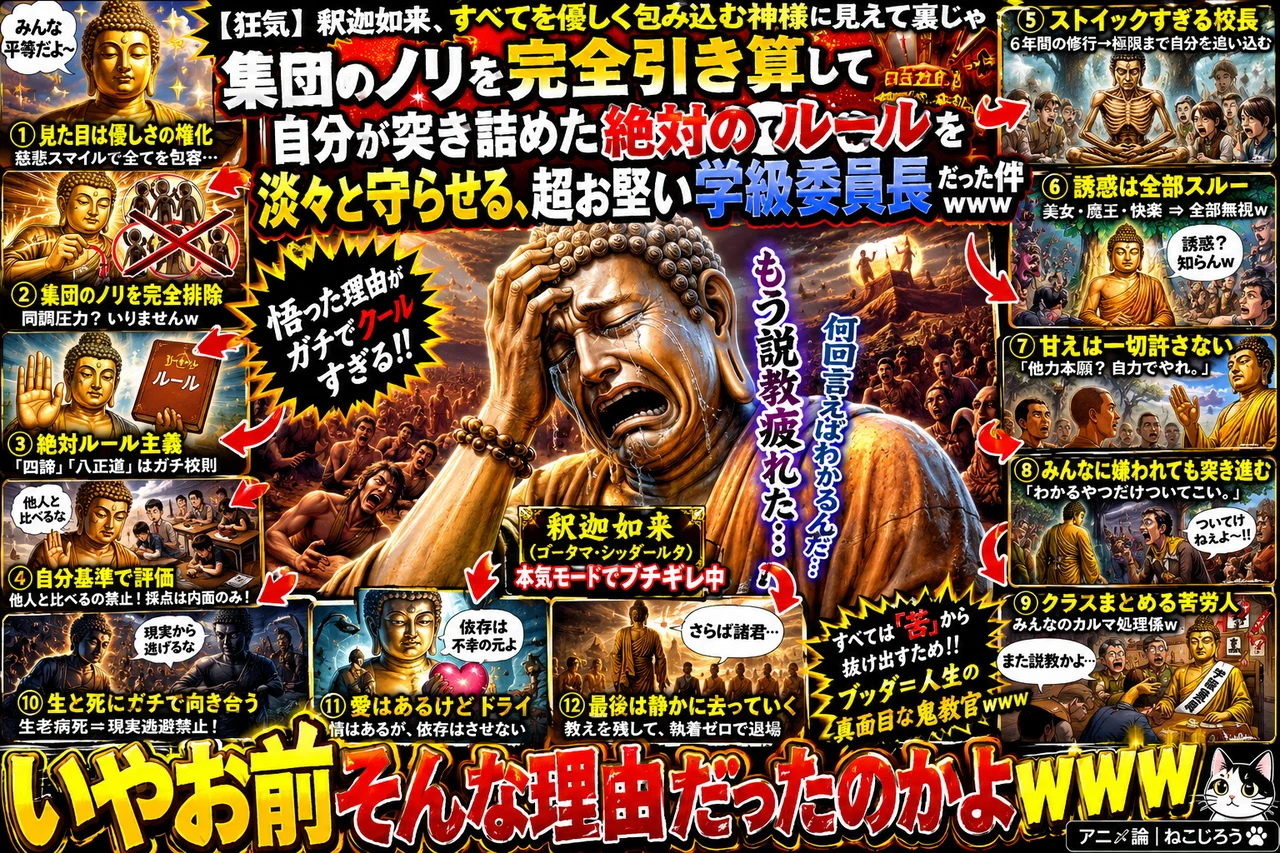 みんな
平等だよ~
【狂気】釈迦如来、すべてを優しく包み込む神様に見えて裏じゃ
集団のノリを完全引き算して
自分が突き詰めた絶対のルールを
淡々と守らせる、超お堅い学級委員長だった件www
① 見た目は優しさの権化
慈悲スマイルで全てを包容…
② 集団のノリを完全排除
同調圧力? いりませんw
ルール
③ 絶対ルール主義
「四諦」「八正道」はガチ校則
他人と
比べるな
④ 自分基準で評価
他人と比べるの禁止!採点は内面のみ!
悟った理由が
ガチでクール
すぎる!!
もう説教疲れた…
何回言えばわかるんだ…
釈迦如来
(ゴータマ・シッダールタ)
本気モードでブチギレ中
⑤ ストイックすぎる校長
6年間の修行→極限まで自分を追い込む
⑥ 誘惑は全部スルー
美女・魔王・快楽 ⇒ 全部無視w
誘惑?
知らんw
⑦ 甘えは一切許さない
「他力本願? 自力でやれ。」
⑧ みんなに嫌われても突き進む
「わかるやつだけついてこい。」
ついてけ
ねえよ~!!
⑨ クラスまとめる苦労人
みんなのカルマ処理係w
また説教かよ…
現実から
逃げるな
⑩ 生と死にガチで向き合う
生老病死＝現実逃避禁止!
依存は
不幸の元よ
⑪ 愛はあるけどドライ
情はあるが、依存はさせない
さらば諸君…
⑫ 最後は静かに去っていく
教えを残して、執着ゼロで退場
すべては「苦」から
抜け出すため!!
ブッダ＝人生の
真面目な鬼教官www
いやお前そんな理由だったのかよwww
アニメ論|ねこじろう